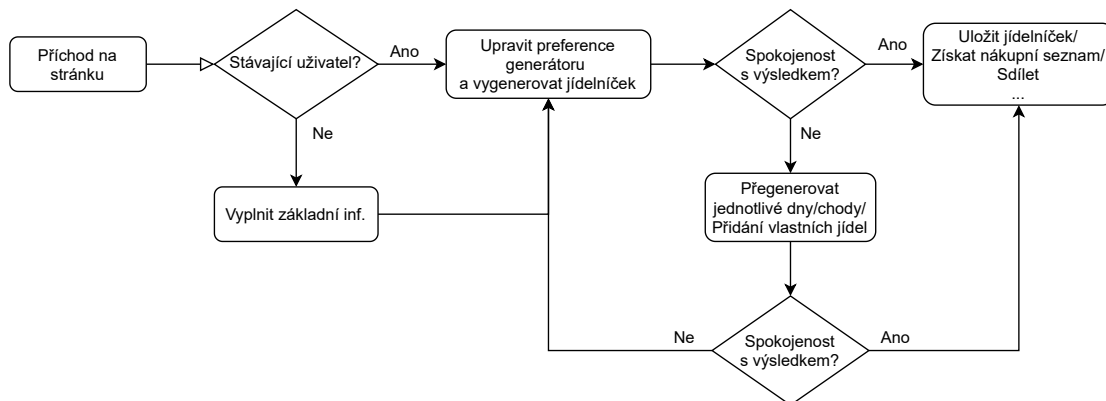 Příchod na
stránku
Stávající uživatel?
Ano
Ne
Vyplnit základní inf.
Upravit preference
generátoru
a vygenerovat jídelníček
Spokojenost
s výsledkem?
Ano
Ne
Uložit jídelníček/
Získat nákupní seznam/
Sdílet
...
Přegenerovat
jednotlivé dny/chody/
Přidání vlastních jídel
Spokojenost
s výsledkem?
Ne
Ano